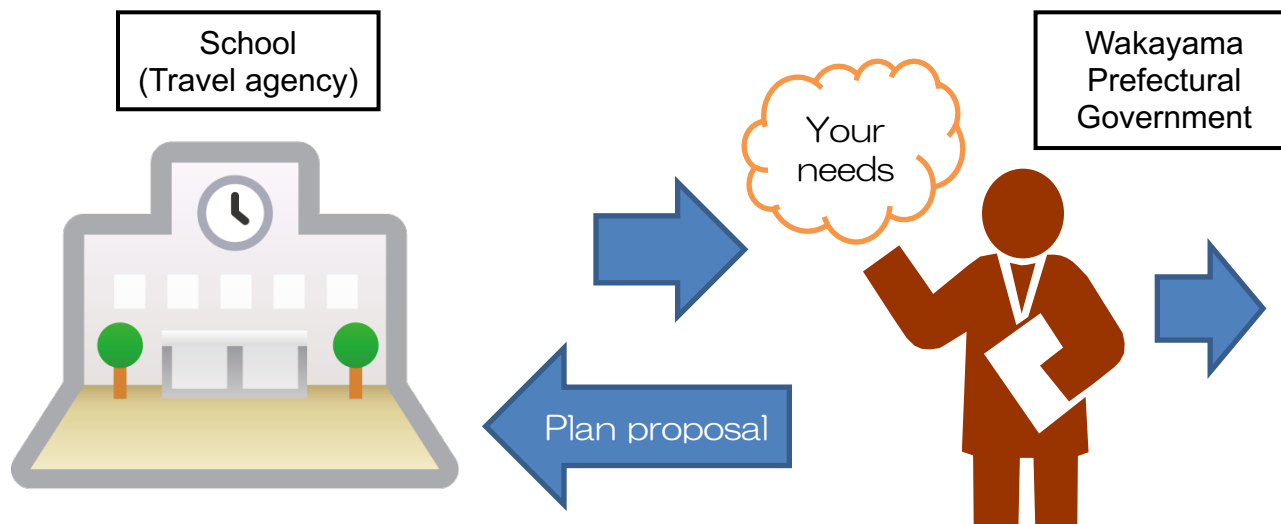 School
(Travel agency)
Wakayama
Prefectural
Government
Your
needs
Plan proposal